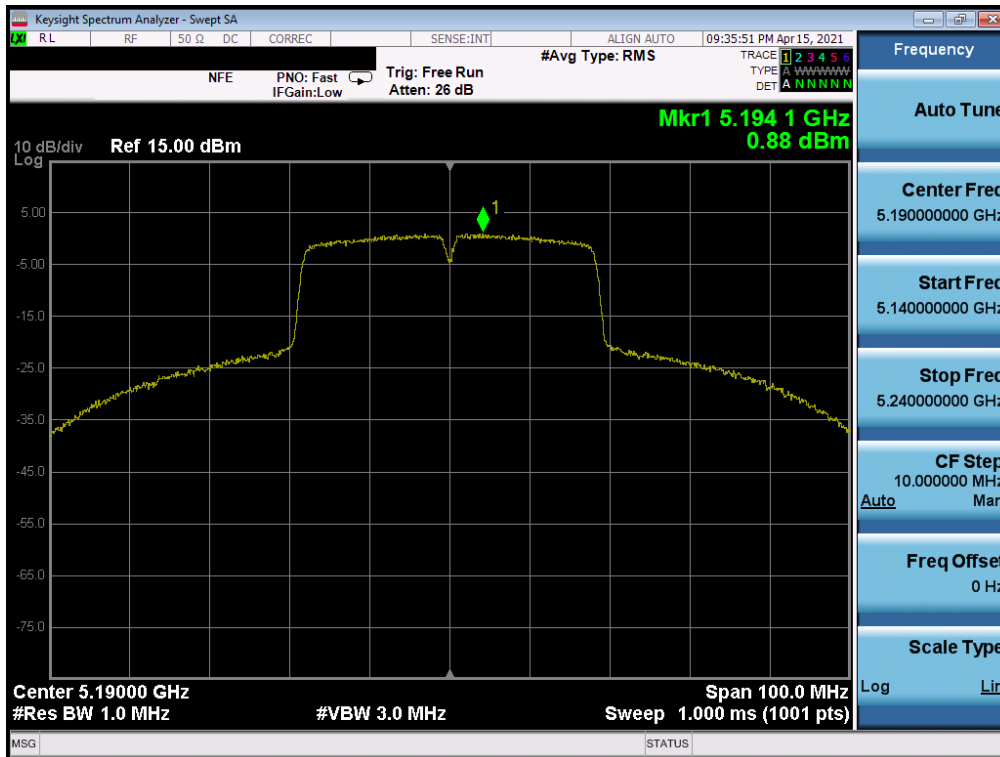 Keysight Spectrum Analyzer - Swept SA
LXI RL RF 50 Ω DC CORREC SENSE:INT ALIGN AUTO 09:35:51 PM Apr 15, 2021
NFE PNO: Fast IFGain:Low Trig: Free Run Atten: 26 dB #Avg Type: RMS
TRACE 1 2 3 4 5 6
TYPE A WWWWW
DET A N N N N N
Mkr1 5.194 1 GHz
0.88 dBm
10 dB/div Ref 15.00 dBm
Log
5.00
-5.00
-15.0
-25.0
-35.0
-45.0
-55.0
-65.0
-75.0
1
Center 5.19000 GHz Span 100.0 MHz
#Res BW 1.0 MHz #VBW 3.0 MHz Sweep 1.000 ms (1001 pts)
MSG STATUS
Frequency
Auto Tune
Center Freq
5.190000000 GHz
Start Freq
5.140000000 GHz
Stop Freq
5.240000000 GHz
CF Step
10.000000 MHz
Auto Man
Freq Offset
0 Hz
Scale Type
Log Lin